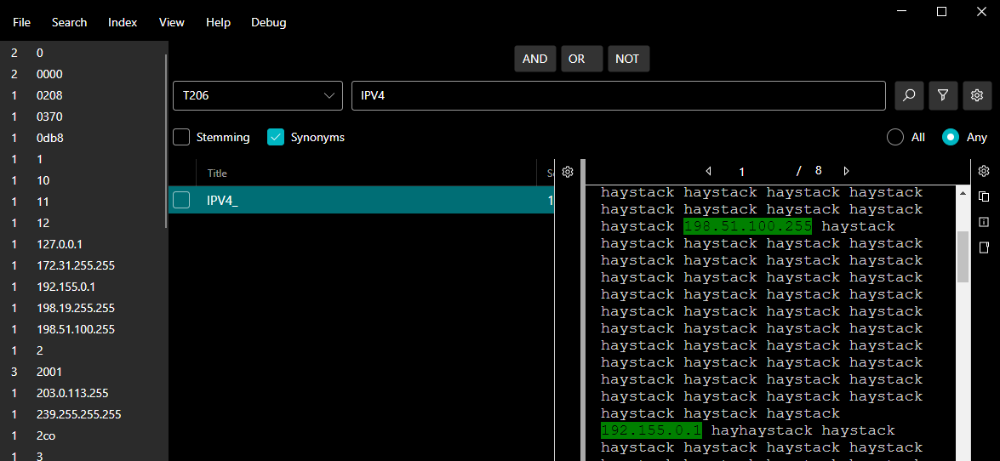 File Search Index View Help Debug
2 0
2 0000
1 0208
1 0370
1 0db8
1 1
1 10
1 11
1 12
1 127.0.0.1
1 172.31.255.255
1 192.155.0.1
1 198.19.255.255
1 198.51.100.255
1 2
3 2001
1 203.0.113.255
1 239.255.255.255
1 2co
1 3
AND OR NOT
T206 IPV4
Stemming Synonyms All Any
Title
IPV4_ 1
1 / 8
haystack haystack haystack haystack
haystack haystack haystack haystack
haystack 198.51.100.255 haystack
haystack haystack haystack haystack
haystack haystack haystack haystack
haystack haystack haystack haystack
haystack haystack haystack haystack
haystack haystack haystack haystack
haystack haystack haystack haystack
haystack haystack haystack haystack
haystack haystack haystack haystack
haystack haystack haystack haystack
haystack haystack haystack haystack
haystack haystack haystack
192.155.0.1 hayhaystack haystack
haystack haystack haystack haystack